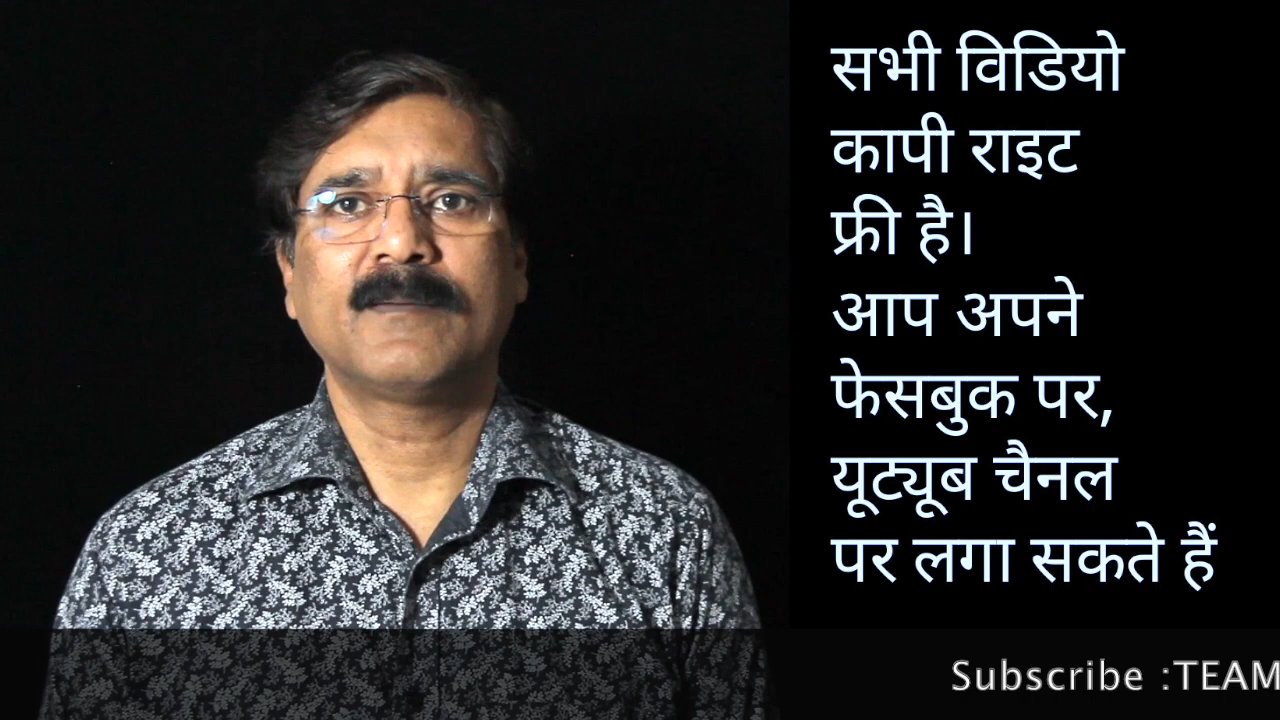 सभी विडियो
कापी राइट
फ्री है।
आप अपने
फेसबुक पर,
यूट्यूब चैनल
पर लगा सकते हैं
Subscribe :TEAM